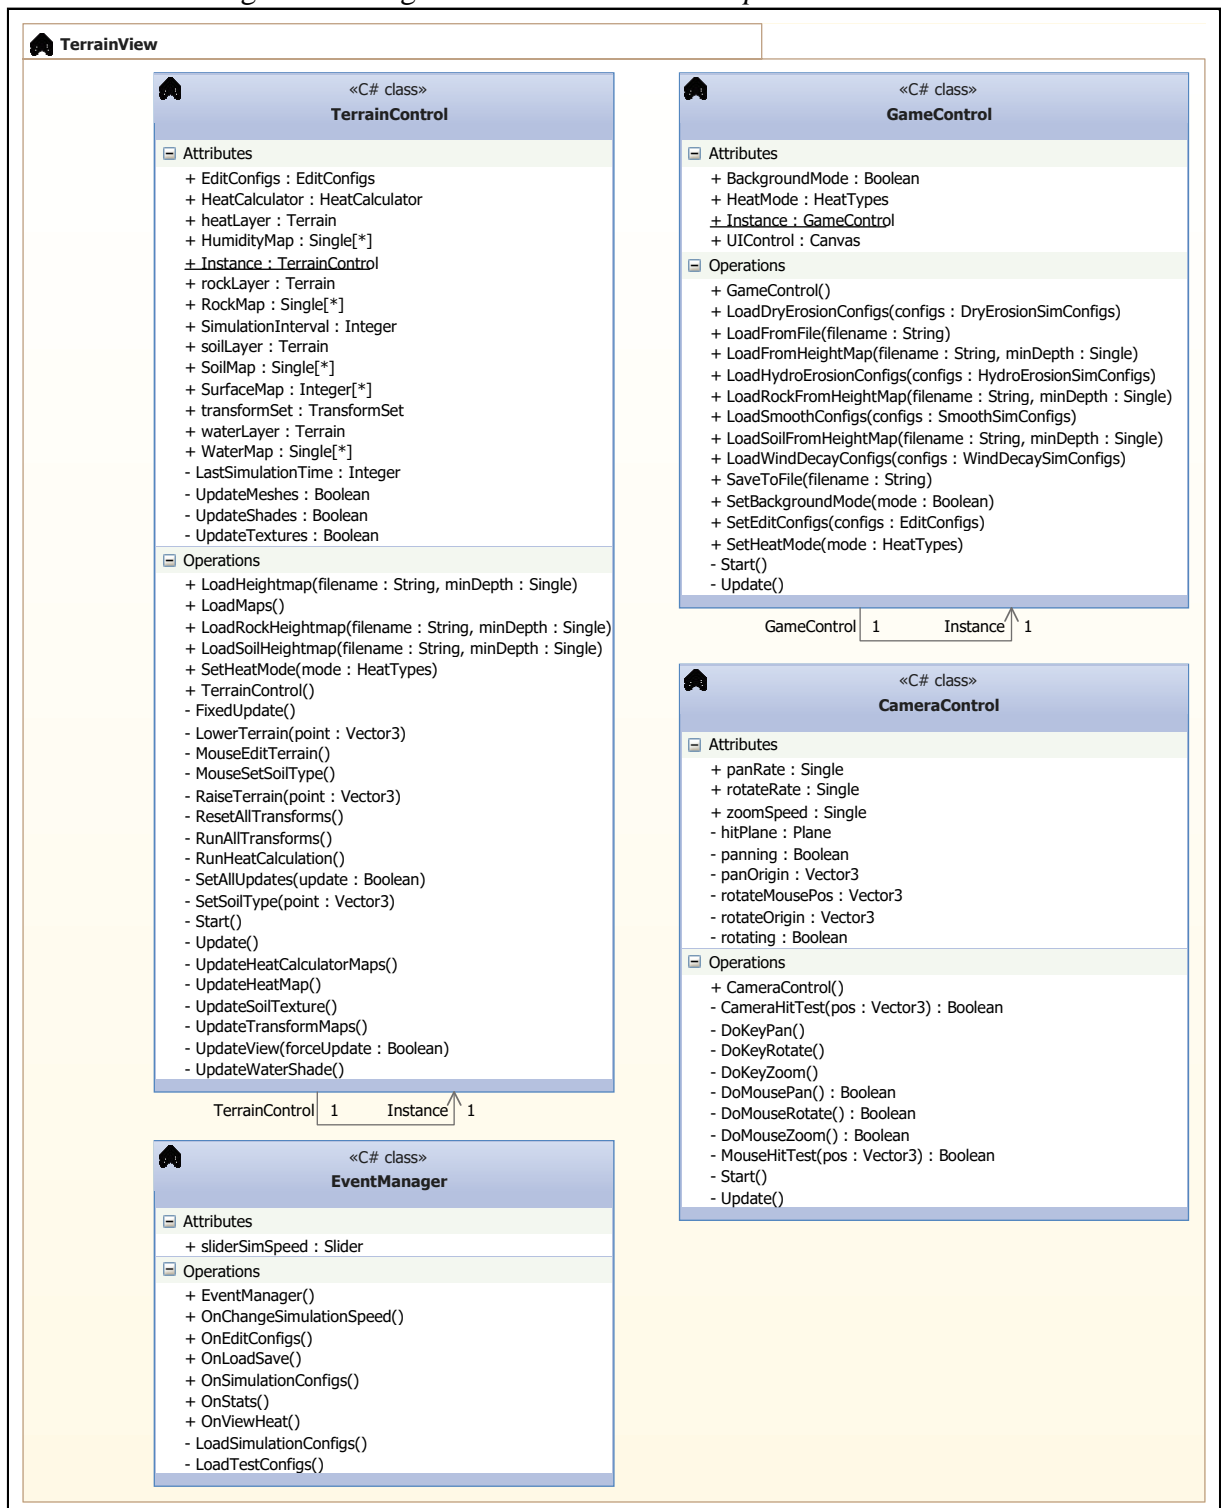 TerrainView
«C# class»
TerrainControl
Attributes
+ EditConfigs : EditConfigs
+ HeatCalculator : HeatCalculator
+ heatLayer : Terrain
+ HumidityMap : Single[*]
+ Instance : TerrainControl
+ rockLayer : Terrain
+ RockMap : Single[*]
+ SimulationInterval : Integer
+ soilLayer : Terrain
+ SoilMap : Single[*]
+ SurfaceMap : Integer[*]
+ transformSet : TransformSet
+ waterLayer : Terrain
+ WaterMap : Single[*]
- LastSimulationTime : Integer
- UpdateMeshes : Boolean
- UpdateShades : Boolean
- UpdateTextures : Boolean
Operations
+ LoadHeightmap(filename : String, minDepth : Single)
+ LoadMaps()
+ LoadRockHeightmap(filename : String, minDepth : Single)
+ LoadSoilHeightmap(filename : String, minDepth : Single)
+ SetHeatMode(mode : HeatTypes)
+ TerrainControl()
- FixedUpdate()
- LowerTerrain(point : Vector3)
- MouseEditTerrain()
- MouseSetSoilType()
- RaiseTerrain(point : Vector3)
- ResetAllTransforms()
- RunAllTransforms()
- RunHeatCalculation()
- SetAllUpdates(update : Boolean)
- SetSoilType(point : Vector3)
- Start()
- Update()
- UpdateHeatCalculatorMaps()
- UpdateHeatMap()
- UpdateSoilTexture()
- UpdateTransformMaps()
- UpdateView(forceUpdate : Boolean)
- UpdateWaterShade()
TerrainControl 1 Instance 1
«C# class»
EventManager
Attributes
+ sliderSimSpeed : Slider
Operations
+ EventManager()
+ OnChangeSimulationSpeed()
+ OnEditConfigs()
+ OnLoadSave()
+ OnSimulationConfigs()
+ OnStats()
+ OnViewHeat()
- LoadSimulationConfigs()
- LoadTestConfigs()
«C# class»
GameControl
Attributes
+ BackgroundMode : Boolean
+ HeatMode : HeatTypes
+ Instance : GameControl
+ UIControl : Canvas
Operations
+ GameControl()
+ LoadDryErosionConfigs(configs : DryErosionSimConfigs)
+ LoadFromFile(filename : String)
+ LoadFromHeightMap(filename : String, minDepth : Single)
+ LoadHydroErosionConfigs(configs : HydroErosionSimConfigs)
+ LoadRockFromHeightMap(filename : String, minDepth : Single)
+ LoadSmoothConfigs(configs : SmoothSimConfigs)
+ LoadSoilFromHeightMap(filename : String, minDepth : Single)
+ LoadWindDecayConfigs(configs : WindDecaySimConfigs)
+ SaveToFile(filename : String)
+ SetBackgroundMode(mode : Boolean)
+ SetEditConfigs(configs : EditConfigs)
+ SetHeatMode(mode : HeatTypes)
- Start()
- Update()
GameControl 1 Instance 1
«C# class»
CameraControl
Attributes
+ panRate : Single
+ rotateRate : Single
+ zoomSpeed : Single
- hitPlane : Plane
- panning : Boolean
- panOrigin : Vector3
- rotateMousePos : Vector3
- rotateOrigin : Vector3
- rotating : Boolean
Operations
+ CameraControl()
- CameraHitTest(pos : Vector3) : Boolean
- DoKeyPan()
- DoKeyRotate()
- DoKeyZoom()
- DoMousePan() : Boolean
- DoMouseRotate() : Boolean
- DoMouseZoom() : Boolean
- MouseHitTest(pos : Vector3) : Boolean
- Start()
- Update()